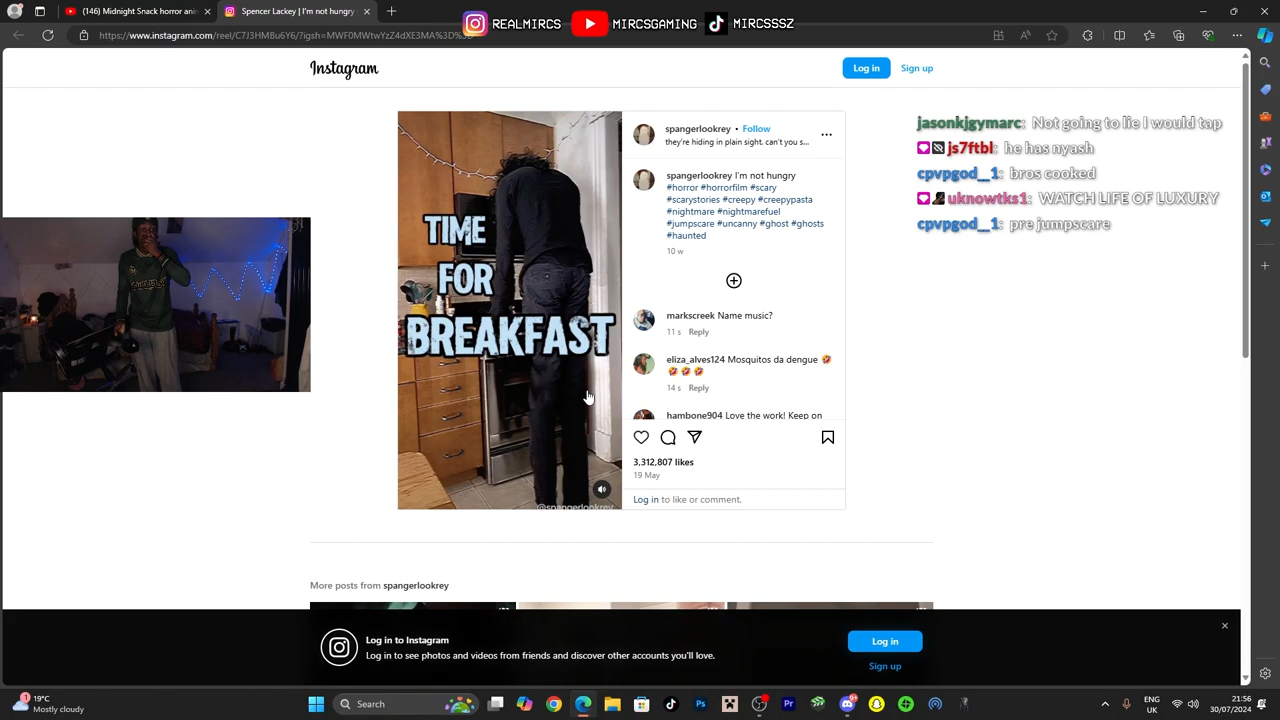 (46) Midnight Snack horror ani
Spencer Lackey | I'm not hungry
REALMIRCS
MIRCSGAMING
MIRCSSSZ
https://www.instagram.com/reel/C7J3HMBu6Y6/?igsh=MWF0MWtwYzZ4dXE3MA%3D%3D
Instagram
Log in
Sign up
spangerlookrey • Follow
they're hiding in plain sight. can't you s...
spangerlookrey I'm not hungry
#horror #horrorfilm #scary
#scarystories #creepy #creepypasta
#nightmare #nightmarefuel
#jumpscare #uncanny #ghost #ghosts
#haunted
10 w
markscreek Name music?
11 s Reply
eliza_alves124 Mosquitos da dengue 🤣
🤣🤣🤣
14 s Reply
hambone904 Love the work! Keep on
3,312,807 likes
19 May
Log in to like or comment.
TIME
FOR
BREAKFAST
@spangerlookrey
jasonkjgymarc: Not going to lie I would tap
js7ftbl: he has nyash
cpvpgod__1: bros cooked
uknowtks1: WATCH LIFE OF LUXURY
cpvpgod__1: pre jumpscare
More posts from spangerlookrey
Log in to Instagram
Log in to see photos and videos from friends and discover other accounts you'll love.
Log in
Sign up
19°C
Mostly cloudy
Search
ENG
UK
21:56
30/07/2024